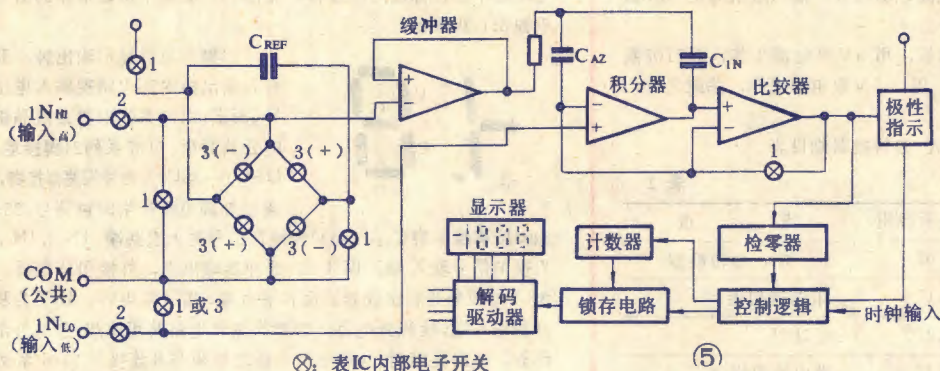 缓冲器
C_REF
C_AZ
C_IN
积分器
比较器
极性指示
1
2
1N_HI
(输入高)
3(-)
3(+)
3(+)
3(-)
1
1
1
COM
(公共)
1或3
1N_LO
(输入低)
2
显示器
解码驱动器
计数器
锁存电路
检零器
控制逻辑
时钟输入
⊗: 表IC内部电子开关
⑤